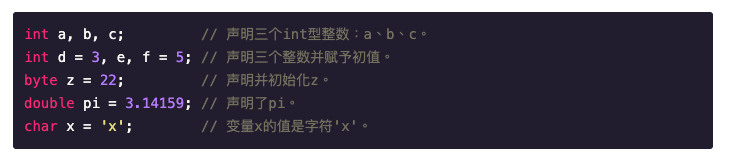 int a, b, c;         // 声明三个int型整数：a、b、c。
int d = 3, e, f = 5; // 声明三个整数并赋予初值。
byte z = 22;         // 声明并初始化z。
double pi = 3.14159; // 声明了pi。
char x = 'x';        // 变量x的值是字符'x'。